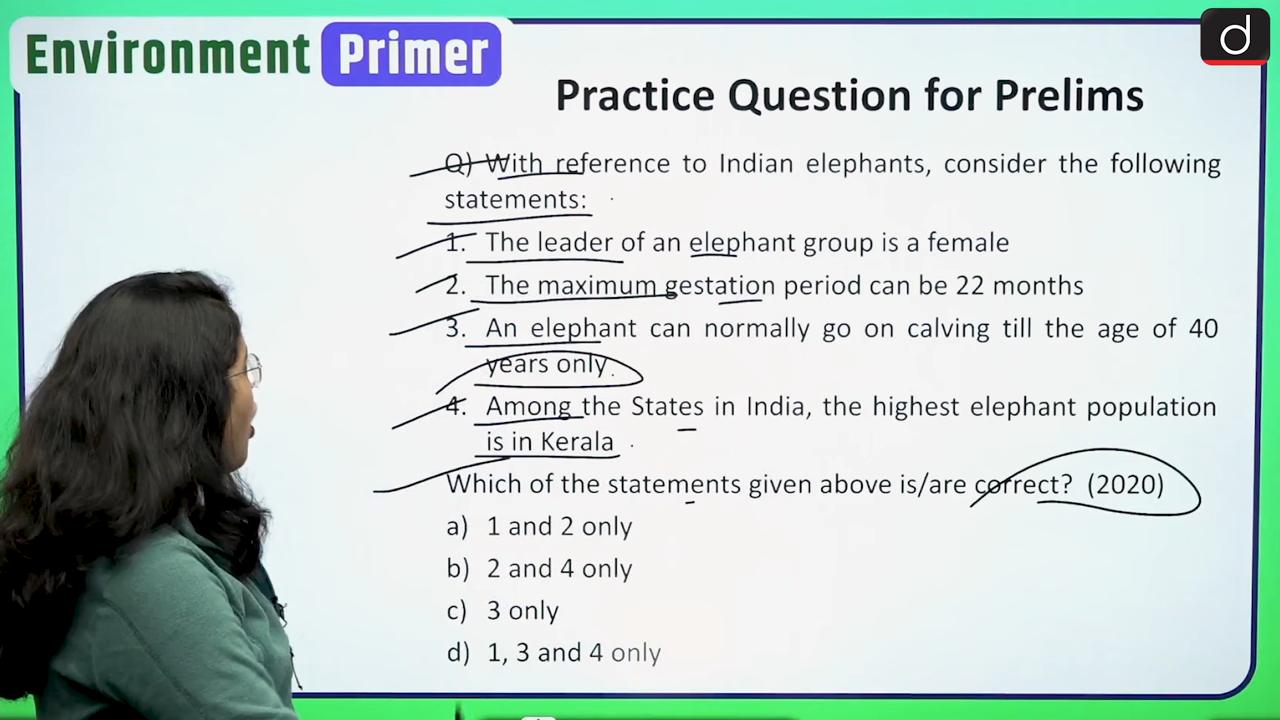 Environment Primer
d
Practice Question for Prelims
Q) With reference to Indian elephants, consider the following
statements:
1. The leader of an elephant group is a female
2. The maximum gestation period can be 22 months
3. An elephant can normally go on calving till the age of 40
years only.
4. Among the States in India, the highest elephant population
is in Kerala
Which of the statements given above is/are correct? (2020)
a) 1 and 2 only
b) 2 and 4 only
c) 3 only
d) 1, 3 and 4 only